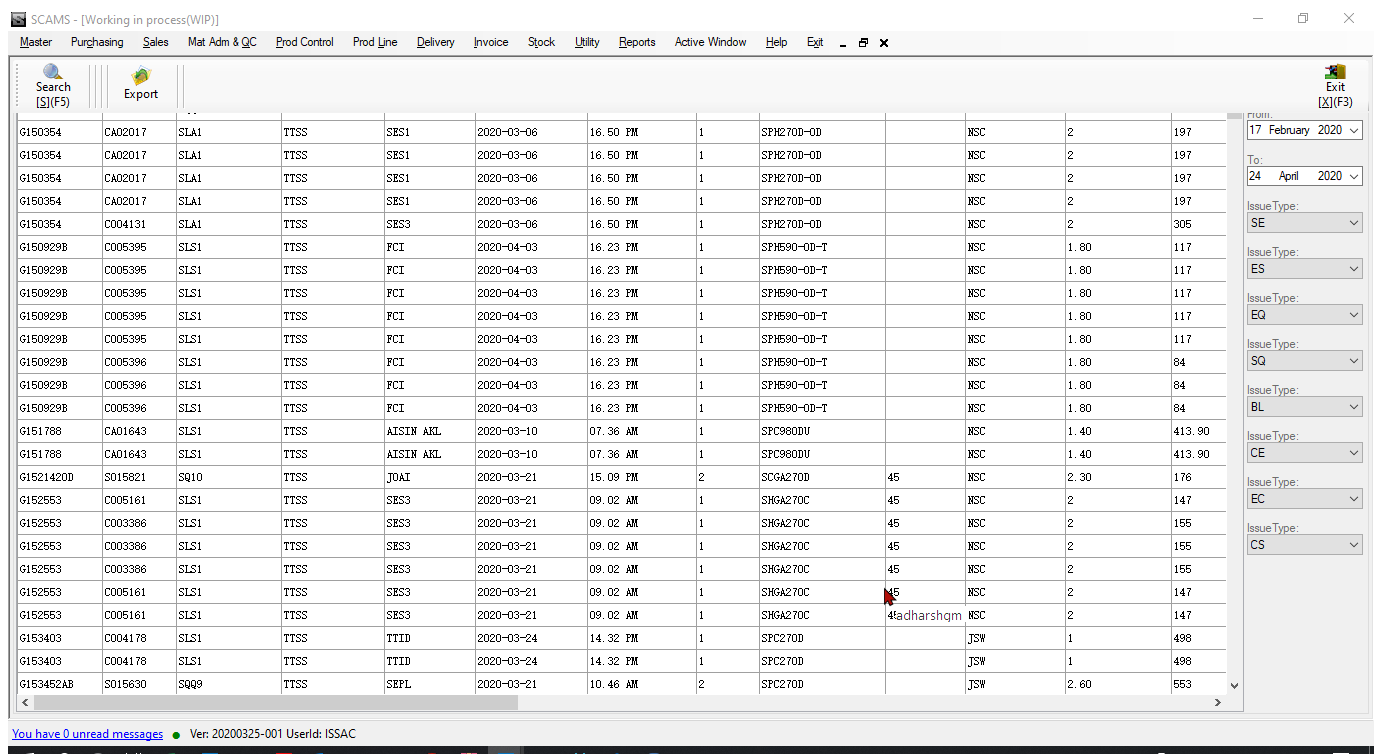 SCAMS - [Working in process(WIP)]
Master Purchasing Sales Mat Adm & QC Prod Control Prod Line Delivery Invoice Stock Utility Reports Active Window Help Exit
Search
[S](F5)
Export
Exit
[X](F3)
G150354 CA02017 SLA1 TTSS SES1 2020-03-06 16.50 PM 1 SPH270D-OD NSC 2 197
G150354 CA02017 SLA1 TTSS SES1 2020-03-06 16.50 PM 1 SPH270D-OD NSC 2 197
G150354 CA02017 SLA1 TTSS SES1 2020-03-06 16.50 PM 1 SPH270D-OD NSC 2 197
G150354 CA02017 SLA1 TTSS SES1 2020-03-06 16.50 PM 1 SPH270D-OD NSC 2 197
G150354 C004131 SLA1 TTSS SES3 2020-03-06 16.50 PM 1 SPH270D-OD NSC 2 305
G150929B C005395 SLS1 TTSS FCI 2020-04-03 16.23 PM 1 SPH590-OD-T NSC 1.80 117
G150929B C005395 SLS1 TTSS FCI 2020-04-03 16.23 PM 1 SPH590-OD-T NSC 1.80 117
G150929B C005395 SLS1 TTSS FCI 2020-04-03 16.23 PM 1 SPH590-OD-T NSC 1.80 117
G150929B C005395 SLS1 TTSS FCI 2020-04-03 16.23 PM 1 SPH590-OD-T NSC 1.80 117
G150929B C005395 SLS1 TTSS FCI 2020-04-03 16.23 PM 1 SPH590-OD-T NSC 1.80 117
G150929B C005396 SLS1 TTSS FCI 2020-04-03 16.23 PM 1 SPH590-OD-T NSC 1.80 84
G150929B C005396 SLS1 TTSS FCI 2020-04-03 16.23 PM 1 SPH590-OD-T NSC 1.80 84
G150929B C005396 SLS1 TTSS FCI 2020-04-03 16.23 PM 1 SPH590-OD-T NSC 1.80 84
G151788 CA01643 SLS1 TTSS AISIN AKL 2020-03-10 07.36 AM 1 SPC980DU NSC 1.40 413.90
G151788 CA01643 SLS1 TTSS AISIN AKL 2020-03-10 07.36 AM 1 SPC980DU NSC 1.40 413.90
G1521420D S015821 SQ10 TTSS JOAI 2020-03-21 15.09 PM 2 SCGA270D 45 NSC 2.30 176
G152553 C005161 SLS1 TTSS SES3 2020-03-21 09.02 AM 1 SHGA270C 45 NSC 2 147
G152553 C003386 SLS1 TTSS SES3 2020-03-21 09.02 AM 1 SHGA270C 45 NSC 2 155
G152553 C003386 SLS1 TTSS SES3 2020-03-21 09.02 AM 1 SHGA270C 45 NSC 2 155
G152553 C003386 SLS1 TTSS SES3 2020-03-21 09.02 AM 1 SHGA270C 45 NSC 2 155
G152553 C005161 SLS1 TTSS SES3 2020-03-21 09.02 AM 1 SHGA270C 45 NSC 2 147
G152553 C005161 SLS1 TTSS SES3 2020-03-21 09.02 AM 1 SHGA270C adharshgm NSC 2 147
G153403 C004178 SLS1 TTSS TTID 2020-03-24 14.32 PM 1 SPC270D JSW 1 498
G153403 C004178 SLS1 TTSS TTID 2020-03-24 14.32 PM 1 SPC270D JSW 1 498
G153452AB S015630 SQQ9 TTSS SEPL 2020-03-21 10.46 AM 2 SPC270D JSW 2.60 553
From:
17 February 2020
To:
24 April 2020
IssueType:
SE
IssueType:
ES
IssueType:
EQ
IssueType:
SQ
IssueType:
BL
IssueType:
CE
IssueType:
EC
IssueType:
CS
You have 0 unread messages Ver: 20200325-001 UserId: ISSAC